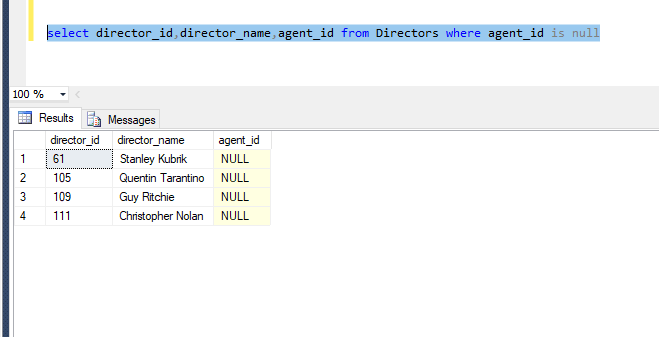 select director_id,director_name,agent_id from Directors where agent_id is null
100 %
Results Messages
director_id director_name agent_id
1 61 Stanley Kubrik NULL
2 105 Quentin Tarantino NULL
3 109 Guy Ritchie NULL
4 111 Christopher Nolan NULL